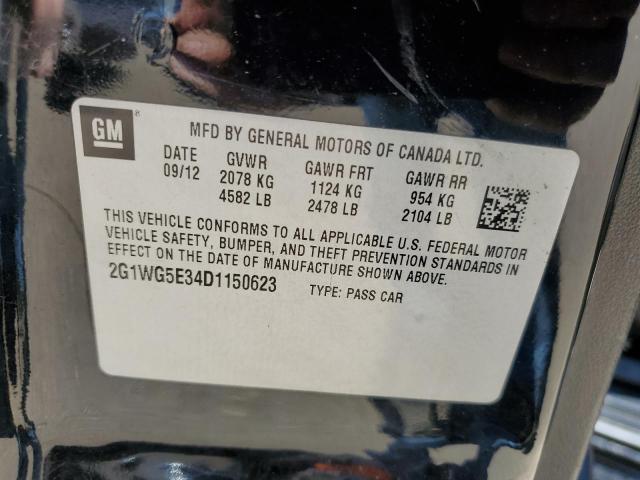 GM
MFD BY GENERAL MOTORS OF CANADA LTD.
DATE GVWR GAWR FRT GAWR RR
09/12 2078 KG 1124 KG 954 KG
4582 LB 2478 LB 2104 LB
THIS VEHICLE CONFORMS TO ALL APPLICABLE U.S. FEDERAL MOTOR
VEHICLE SAFETY, BUMPER, AND THEFT PREVENTION STANDARDS IN
EFFECT ON THE DATE OF MANUFACTURE SHOWN ABOVE.
2G1WG5E34D1150623 TYPE: PASS CAR